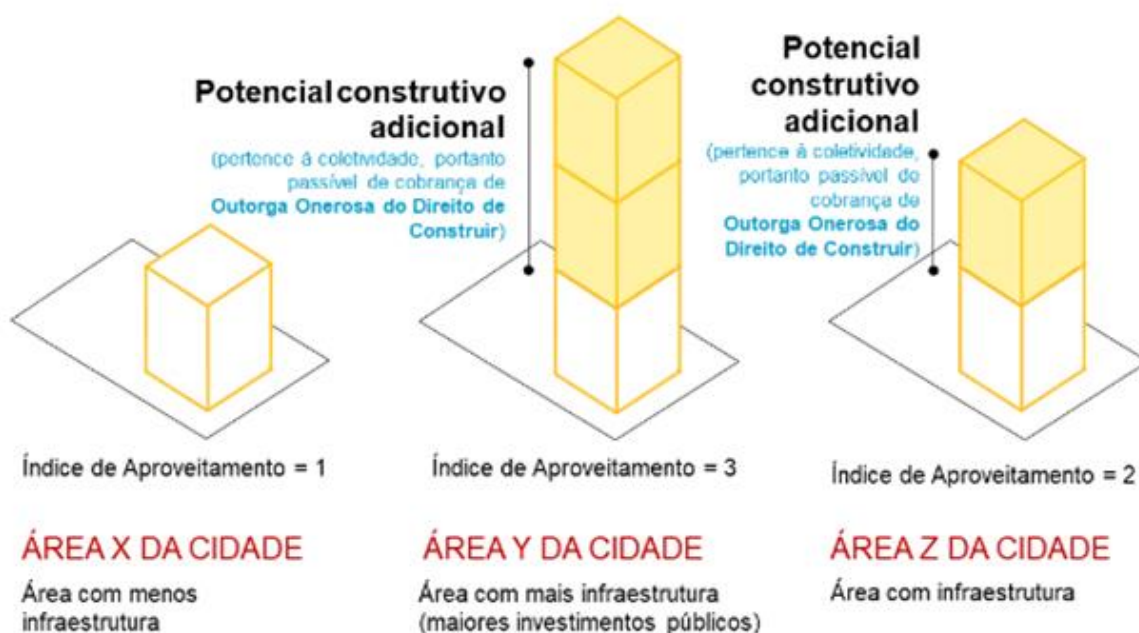 Potencial construtivo
adicional
(pertence à coletividade, portanto
passível de cobrança de
Outorga Onerosa do Direito de
Construir)
Potencial
construtivo
adicional
(pertence à coletividade,
portanto passível de
cobrança de
Outorga Onerosa do
Direito de Construir)
Índice de Aproveitamento = 1
ÁREA X DA CIDADE
Área com menos
infraestrutura
Índice de Aproveitamento = 3
ÁREA Y DA CIDADE
Área com mais infraestrutura
(maiores investimentos públicos)
Índice de Aproveitamento = 2
ÁREA Z DA CIDADE
Área com infraestrutura